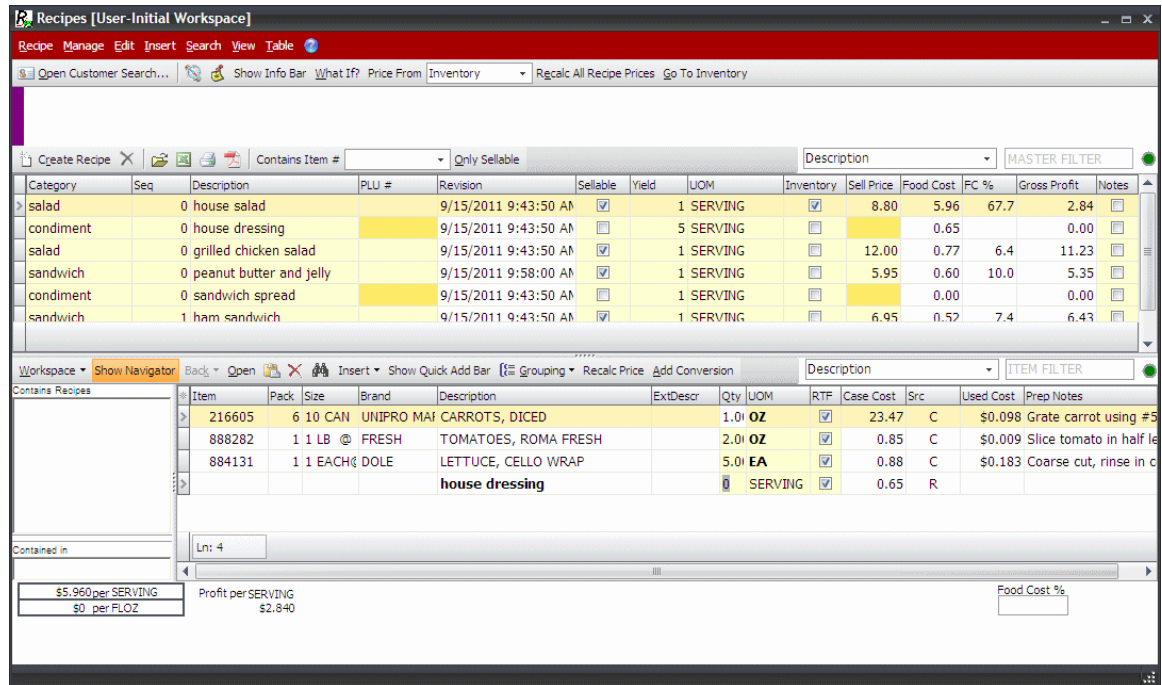 Recipes [User-Initial Workspace]
Recipe Manage Edit Insert Search View Table
Open Customer Search... Show Info Bar What If? Price From Inventory Recalc All Recipe Prices Go To Inventory
Create Recipe Contains Item # Only Sellable Description MASTER FILTER
Category Seq Description PLU # Revision Sellable Yield UOM Inventory Sell Price Food Cost FC % Gross Profit Notes
salad 0 house salad 9/15/2011 9:43:50 AM 1 SERVING 8.80 5.96 67.7 2.84
condiment 0 house dressing 9/15/2011 9:43:50 AM 5 SERVING 0.65 0.00
salad 0 grilled chicken salad 9/15/2011 9:43:50 AM 1 SERVING 12.00 0.77 6.4 11.23
sandwich 0 peanut butter and jelly 9/15/2011 9:58:00 AM 1 SERVING 5.95 0.60 10.0 5.35
condiment 0 sandwich spread 9/15/2011 9:43:50 AM 1 SERVING 0.00 0.00
sandwich 1 ham sandwich 9/15/2011 9:43:50 AM 1 SERVING 6.95 0.52 7.4 6.43
Workspace Show Navigator Back Open Insert Show Quick Add Bar Grouping Recalc Price Add Conversion Description ITEM FILTER
Contains Recipes
Item Pack Size Brand Description ExtDescr Qty UOM RTF Case Cost Src Used Cost Prep Notes
216605 6 10 CAN UNIPRO MA CARROTS, DICED 1.0 OZ 23.47 C $0.098 Grate carrot using #5
888282 1 1 LB @ FRESH TOMATOES, ROMA FRESH 2.0 OZ 0.85 C $0.009 Slice tomato in half le
884131 1 1 EACH@ DOLE LETTUCE, CELLO WRAP 5.0 EA 0.88 C $0.183 Coarse cut, rinse in c
house dressing 0 SERVING 0.65 R
Contained in
Ln: 4
$5.960 per SERVING Profit per SERVING Food Cost %
$0 per FLOZ $2.840